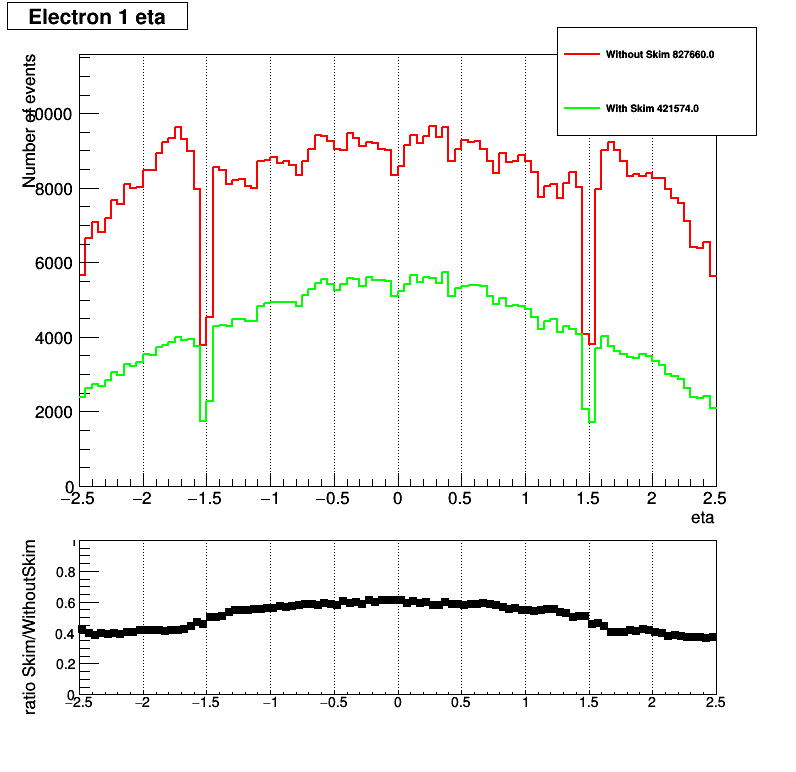 Electron 1 eta
Without Skim 827660.0
With Skim 421574.0
Number of events
0000
8000
6000
4000
2000
0
−2.5 −2 −1.5 −1 −0.5 0 0.5 1 1.5 2 2.5
eta
ratio Skim/WithoutSkim
1
0.8
0.6
0.4
0.2
0
−2.5 −2 −1.5 −1 −0.5 0 0.5 1 1.5 2 2.5